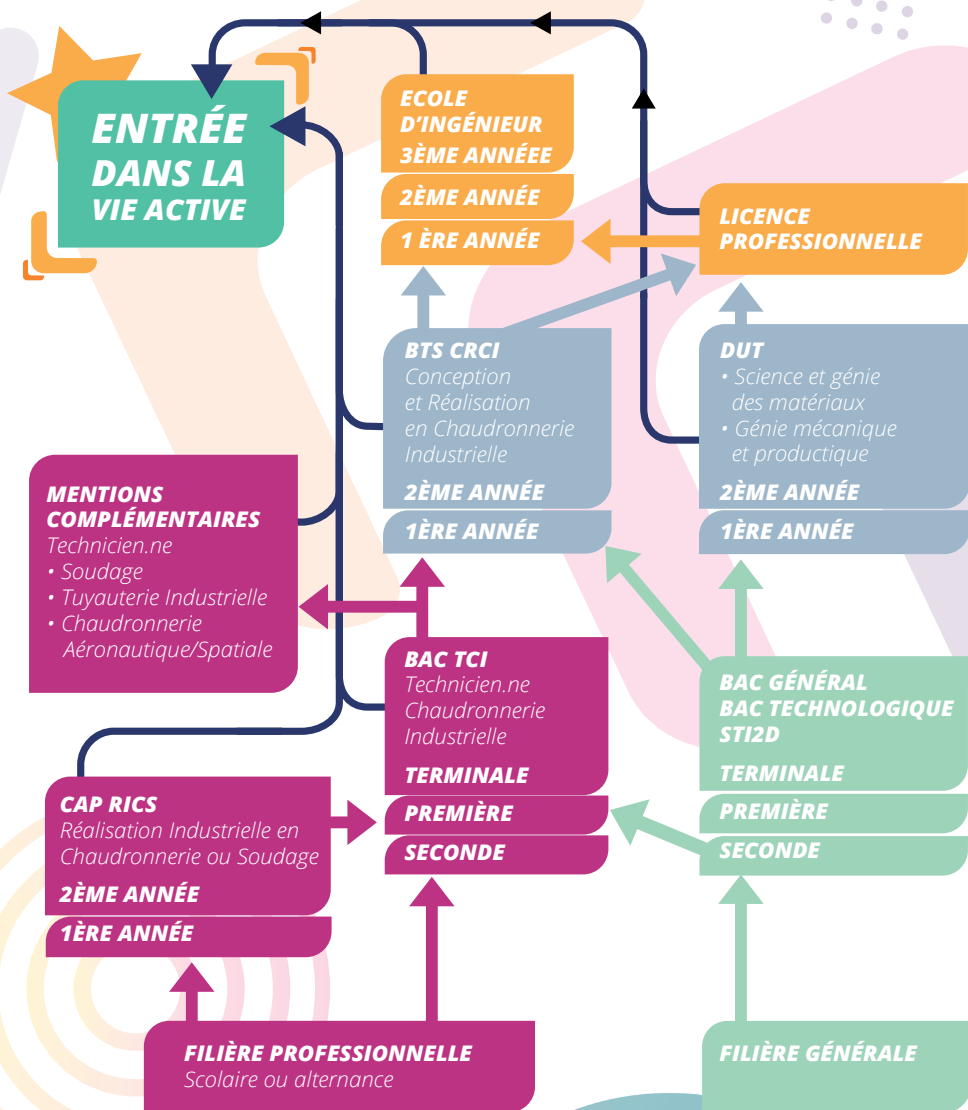 ENTRÉE
DANS LA
VIE ACTIVE
ECOLE
D'INGÉNIEUR
3ÈME ANNÉEE
2ÈME ANNÉE
1 ÈRE ANNÉE
LICENCE
PROFESSIONNELLE
BTS CRCI
Conception
et Réalisation
en Chaudronnerie
Industrielle
2ÈME ANNÉE
1ÈRE ANNÉE
DUT
• Science et génie
des matériaux
• Génie mécanique
et productique
2ÈME ANNÉE
1ÈRE ANNÉE
MENTIONS
COMPLÉMENTAIRES
Technicien.ne
• Soudage
• Tuyauterie Industrielle
• Chaudronnerie
Aéronautique/Spatiale
BAC TCI
Technicien.ne
Chaudronnerie
Industrielle
TERMINALE
PREMIÈRE
SECONDE
BAC GÉNÉRAL
BAC TECHNOLOGIQUE
STI2D
TERMINALE
PREMIÈRE
SECONDE
CAP RICS
Réalisation Industrielle en
Chaudronnerie ou Soudage
2ÈME ANNÉE
1ÈRE ANNÉE
FILIÈRE PROFESSIONNELLE
Scolaire ou alternance
FILIÈRE GÉNÉRALE